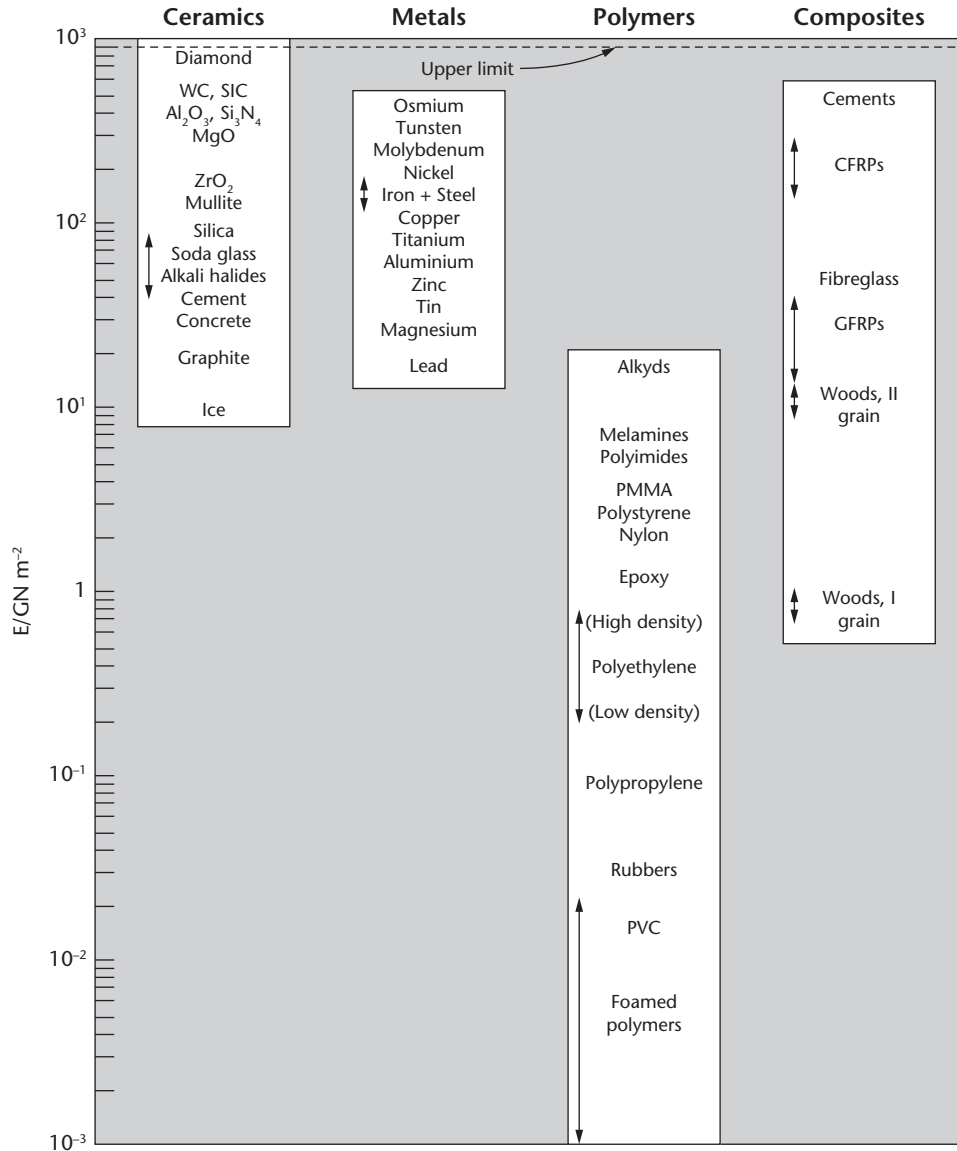 Ceramics
Metals
Polymers
Composites
E/GN m⁻²
10³
10²
10¹
1
10⁻¹
10⁻²
10⁻³
Upper limit
Diamond
WC, SIC
Al₂O₃, Si₃N₄
MgO
ZrO₂
Mullite
Silica
Soda glass
Alkali halides
Cement
Concrete
Graphite
Ice
Osmium
Tunsten
Molybdenum
Nickel
Iron + Steel
Copper
Titanium
Aluminium
Zinc
Tin
Magnesium
Lead
Alkyds
Melamines
Polyimides
PMMA
Polystyrene
Nylon
Epoxy
(High density)
Polyethylene
(Low density)
Polypropylene
Rubbers
PVC
Foamed
polymers
Cements
CFRPs
Fibreglass
GFRPs
Woods, II
grain
Woods, I
grain